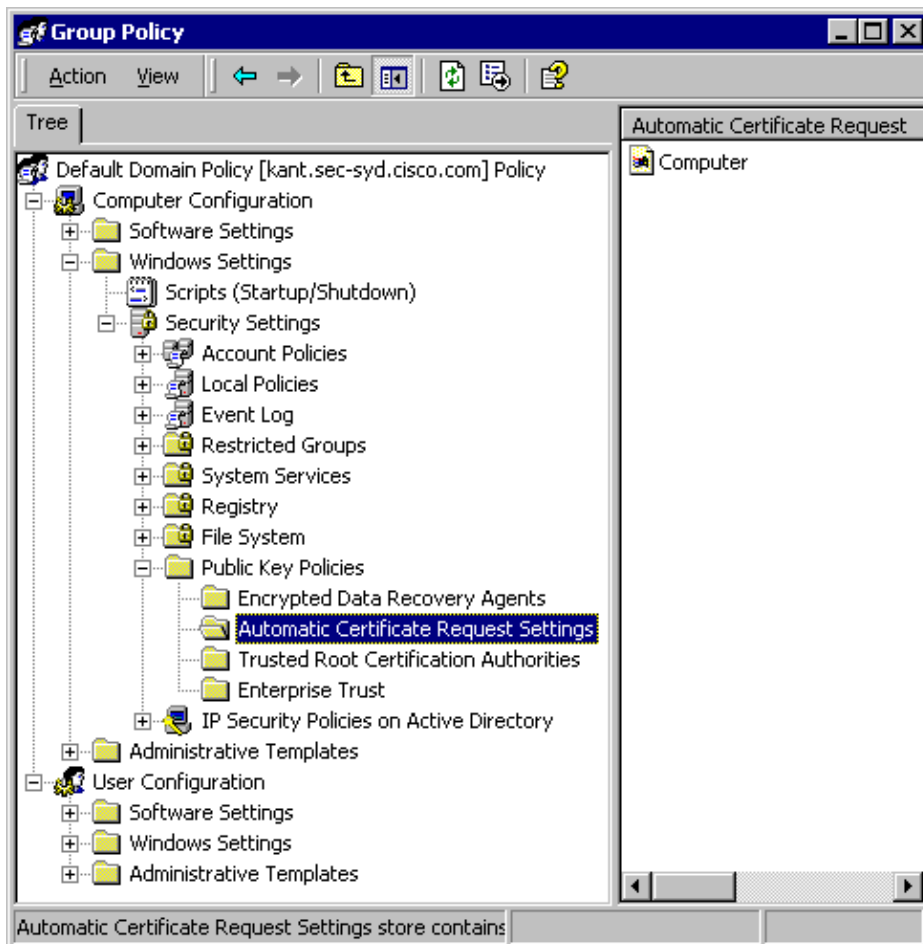 Group Policy
Action View
Tree
Automatic Certificate Request
Default Domain Policy [kant.sec-syd.cisco.com] Policy
Computer
Computer Configuration
Software Settings
Windows Settings
Scripts (Startup/Shutdown)
Security Settings
Account Policies
Local Policies
Event Log
Restricted Groups
System Services
Registry
File System
Public Key Policies
Encrypted Data Recovery Agents
Automatic Certificate Request Settings
Trusted Root Certification Authorities
Enterprise Trust
IP Security Policies on Active Directory
Administrative Templates
User Configuration
Software Settings
Windows Settings
Administrative Templates
Automatic Certificate Request Settings store contains